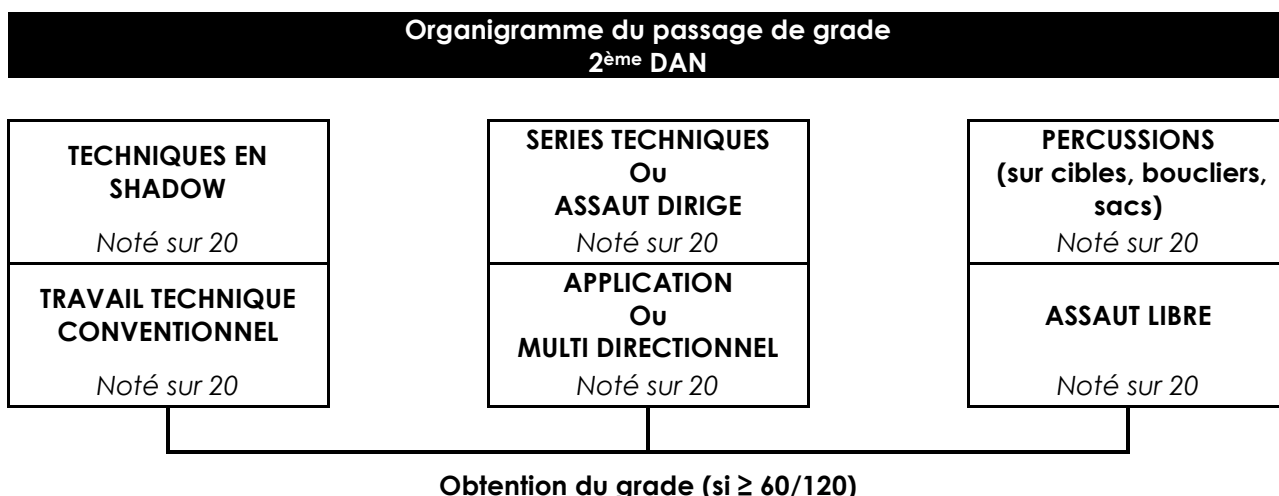 Organigramme du passage de grade
2ème DAN
TECHNIQUES EN
SHADOW
Noté sur 20
TRAVAIL TECHNIQUE
CONVENTIONNEL
Noté sur 20
SERIES TECHNIQUES
Ou
ASSAUT DIRIGE
Noté sur 20
APPLICATION
Ou
MULTI DIRECTIONNEL
Noté sur 20
PERCUSSIONS
(sur cibles, boucliers,
sacs)
Noté sur 20
ASSAUT LIBRE
Noté sur 20
Obtention du grade (si ≥ 60/120)